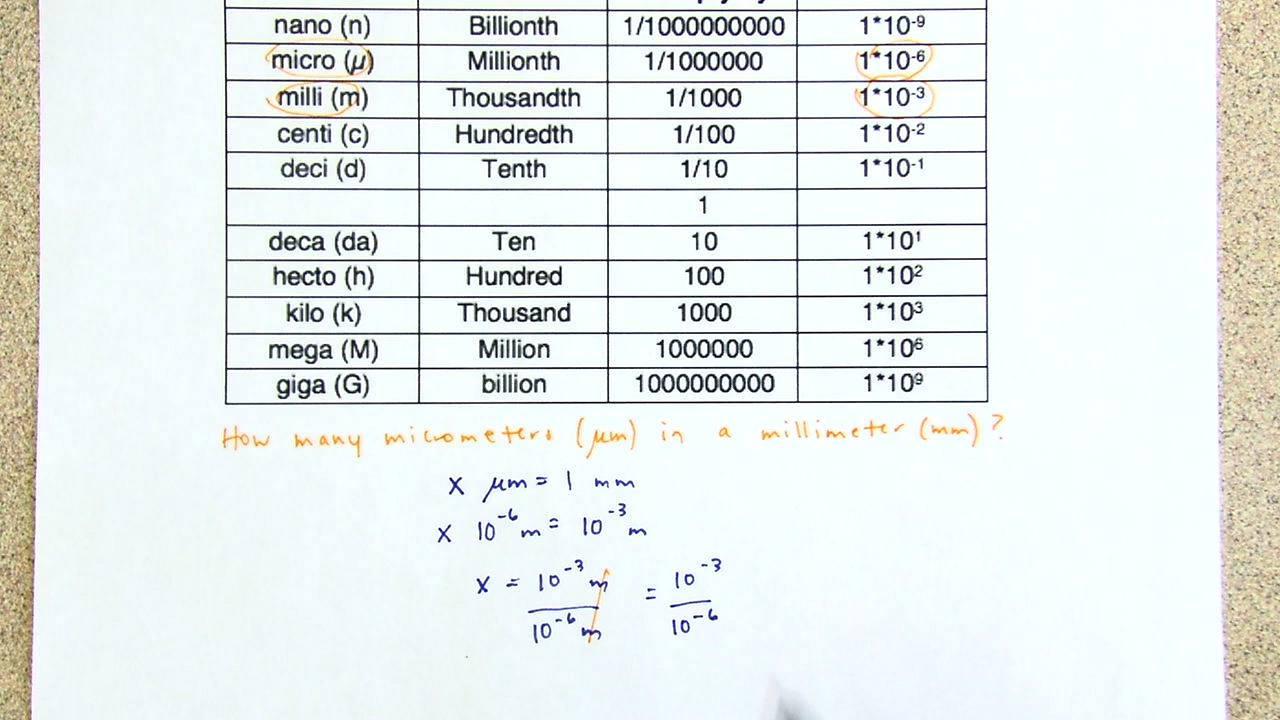 nano (n) Billionth 1/1000000000 1*10⁻⁹
micro (µ) Millionth 1/1000000 1*10⁻⁶
milli (m) Thousandth 1/1000 1*10⁻³
centi (c) Hundredth 1/100 1*10⁻²
deci (d) Tenth 1/10 1*10⁻¹
1
deca (da) Ten 10 1*10¹
hecto (h) Hundred 100 1*10²
kilo (k) Thousand 1000 1*10³
mega (M) Million 1000000 1*10⁶
giga (G) billion 1000000000 1*10⁹
How many micrometers (µm) in a millimeter (mm)?
x µm = 1 mm
x 10⁻⁶ m = 10⁻³ m
x = 10⁻³ m = 10⁻³
10⁻⁶ m 10⁻⁶